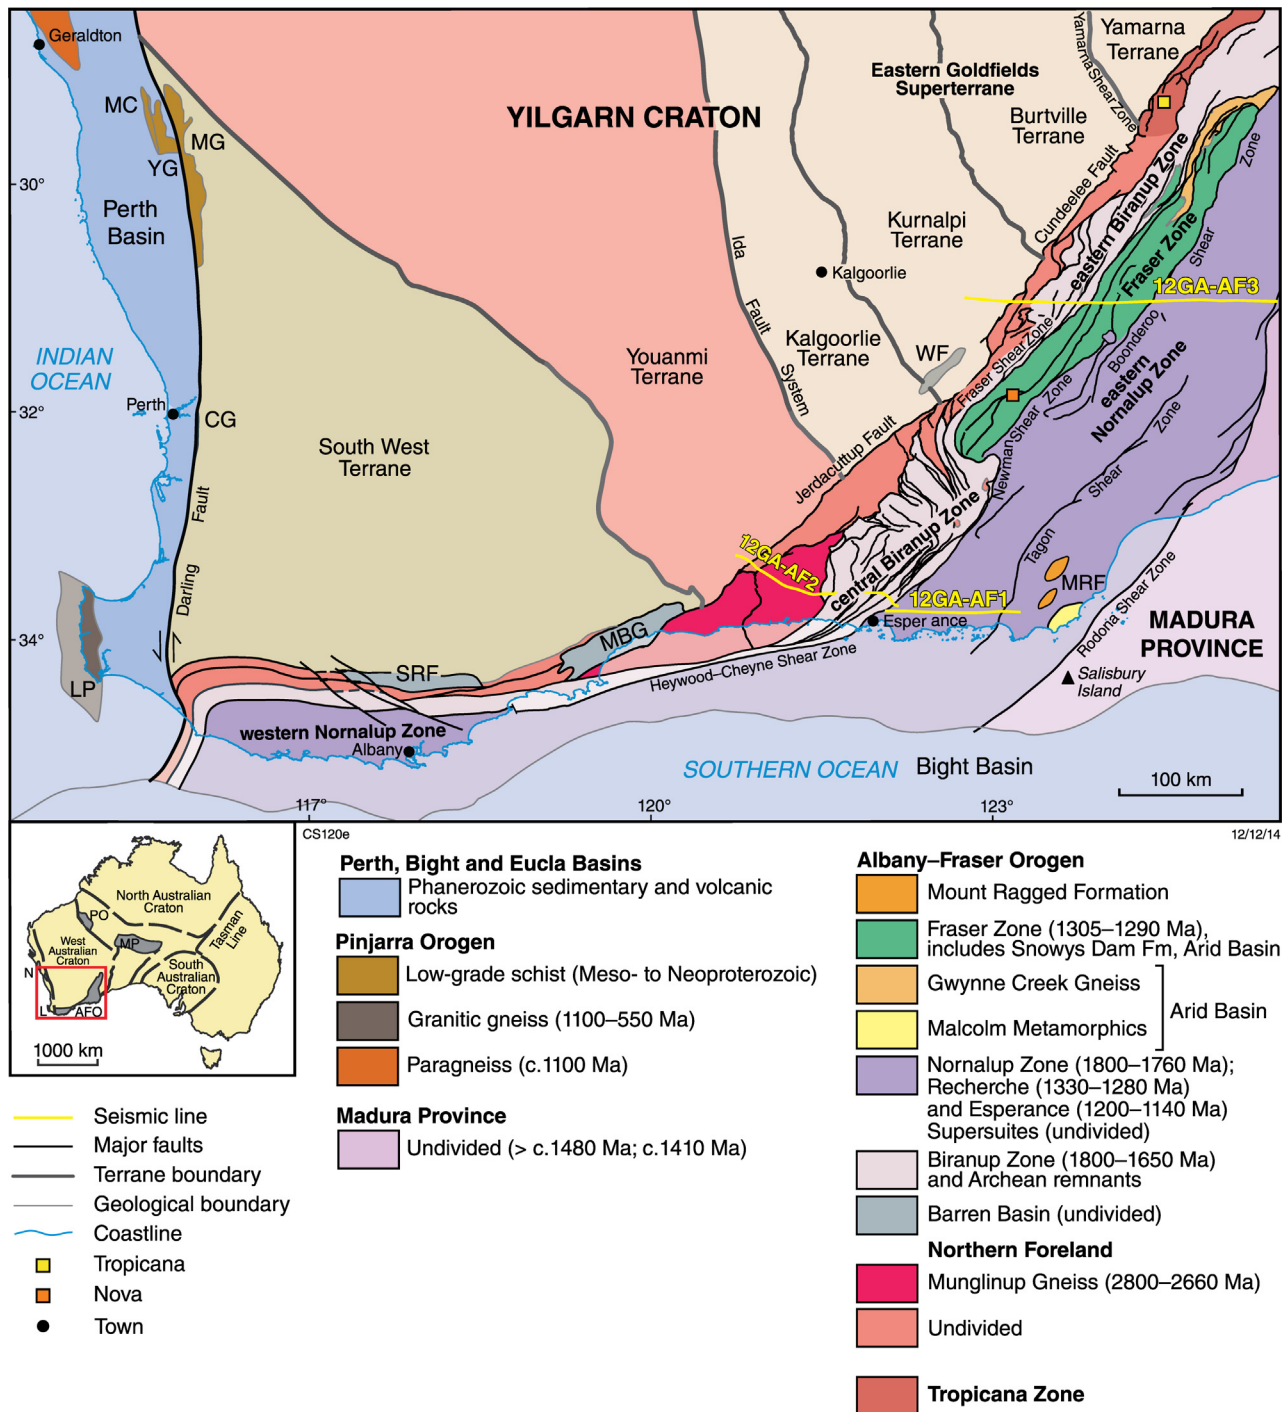 Geraldton
MC
MG
YG
Perth
Basin
30°
INDIAN
OCEAN
Perth
32°
CG
Darling
Fault
34°
LP
YILGARN CRATON
South West
Terrane
Youanmi
Terrane
Ida
Fault
System
Eastern Goldfields
Superterrane
Yamarna
Terrane
Yamarna Shear Zone
Burtville
Terrane
Kurnalpi
Terrane
Kalgoorlie
Kalgoorlie
Terrane
WF
Cundeelee Fault
eastern Biranup Zone
Fraser Zone
Shear
Zone
12GA-AF3
Fraser Shear Zone
Boonderoo
eastern
Nornalup Zone
Newman
Shear
Zone
Jerdacuttup Fault
central Biranup Zone
12GA-AF2
12GA-AF1
Esper ance
Tagon
Shear
Zone
MRF
Rodona Shear Zone
MADURA
PROVINCE
Salisbury
Island
MBG
SRF
Heywood–Cheyne Shear Zone
western Nornalup Zone
Albany
SOUTHERN OCEAN
Bight Basin
100 km
117°
120°
123°
CS120e
12/12/14
North Australian
Craton
PO
MP
West
Australian
Craton
South
Australian
Craton
Tasman
Line
N
L
AFO
1000 km
Seismic line
Major faults
Terrane boundary
Geological boundary
Coastline
Tropicana
Nova
Town
Perth, Bight and Eucla Basins
Phanerozoic sedimentary and volcanic
rocks
Pinjarra Orogen
Low-grade schist (Meso- to Neoproterozoic)
Granitic gneiss (1100–550 Ma)
Paragneiss (c.1100 Ma)
Madura Province
Undivided (> c.1480 Ma; c.1410 Ma)
Albany–Fraser Orogen
Mount Ragged Formation
Fraser Zone (1305–1290 Ma),
includes Snowys Dam Fm, Arid Basin
Gwynne Creek Gneiss
Malcolm Metamorphics
Arid Basin
Nornalup Zone (1800–1760 Ma);
Recherche (1330–1280 Ma)
and Esperance (1200–1140 Ma)
Supersuites (undivided)
Biranup Zone (1800–1650 Ma)
and Archean remnants
Barren Basin (undivided)
Northern Foreland
Munglinup Gneiss (2800–2660 Ma)
Undivided
Tropicana Zone